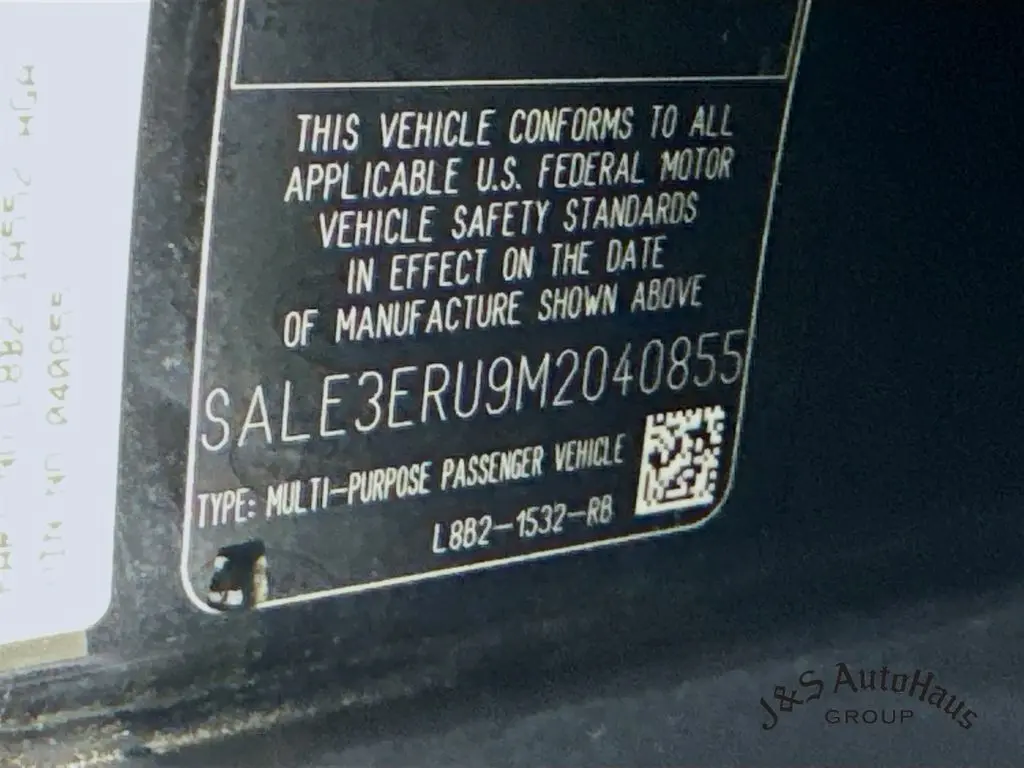 THIS VEHICLE CONFORMS TO ALL
APPLICABLE U.S. FEDERAL MOTOR
VEHICLE SAFETY STANDARDS
IN EFFECT ON THE DATE
OF MANUFACTURE SHOWN ABOVE
SALE3ERU9M2040855
TYPE: MULTI-PURPOSE PASSENGER VEHICLE
L8B2-1532-RB
J&S AutoHaus
GROUP